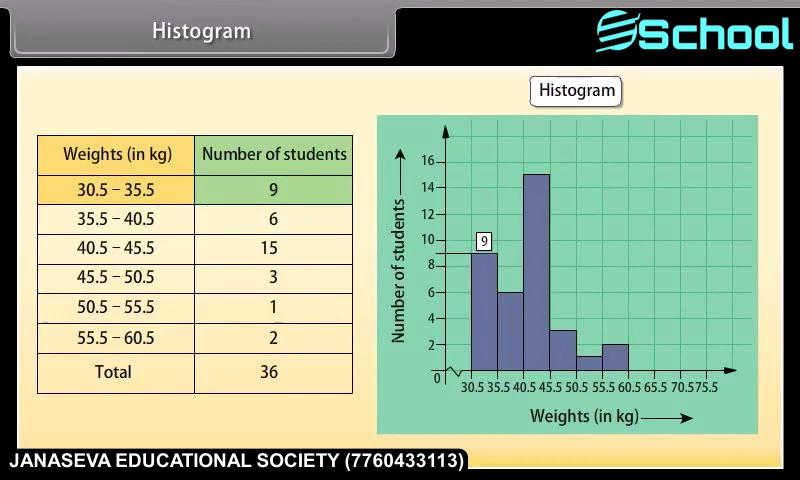 Histogram
School
Histogram
Weights (in kg) Number of students
30.5 – 35.5 9
35.5 – 40.5 6
40.5 – 45.5 15
45.5 – 50.5 3
50.5 – 55.5 1
55.5 – 60.5 2
Total 36
Number of students
16
14
12
10
8
6
4
2
0
9
30.5 35.5 40.5 45.5 50.5 55.5 60.5 65.5 70.5 75.5
Weights (in kg)
JANASEVA EDUCATIONAL SOCIETY (7760433113)